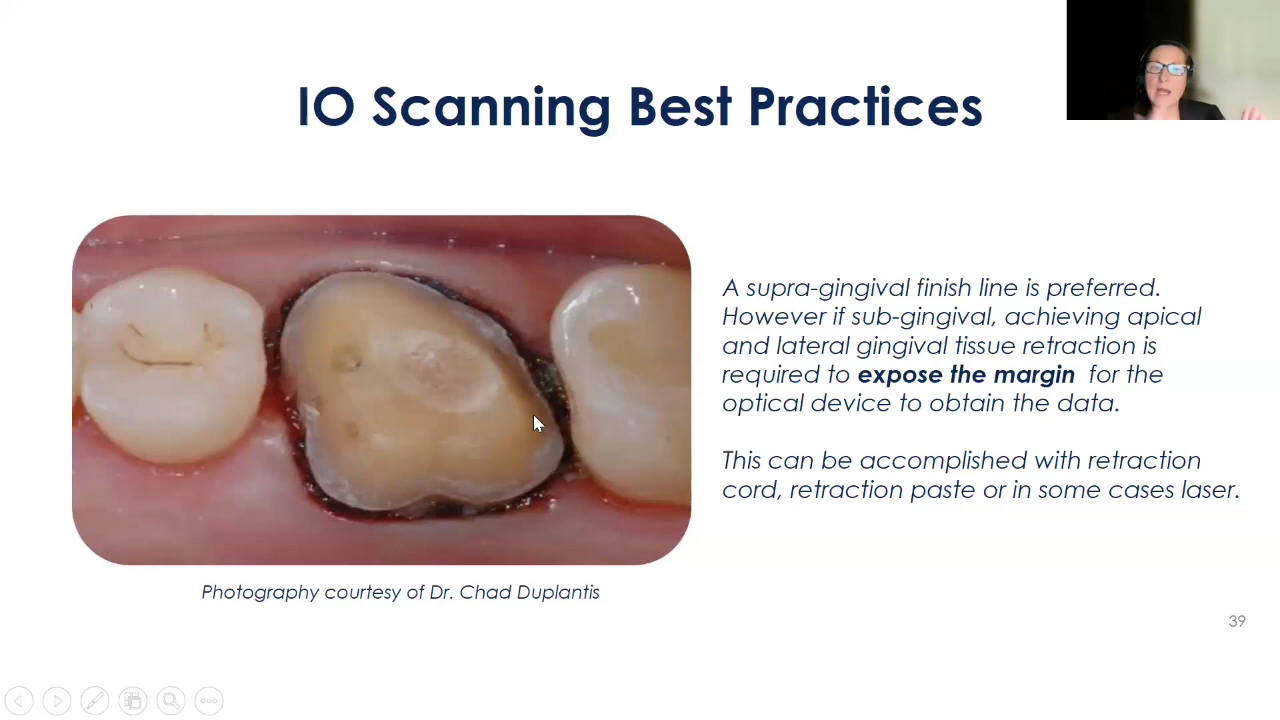 IO Scanning Best Practices
A supra-gingival finish line is preferred.
However if sub-gingival, achieving apical
and lateral gingival tissue retraction is
required to expose the margin for the
optical device to obtain the data.
This can be accomplished with retraction
cord, retraction paste or in some cases laser.
Photography courtesy of Dr. Chad Duplantis
39